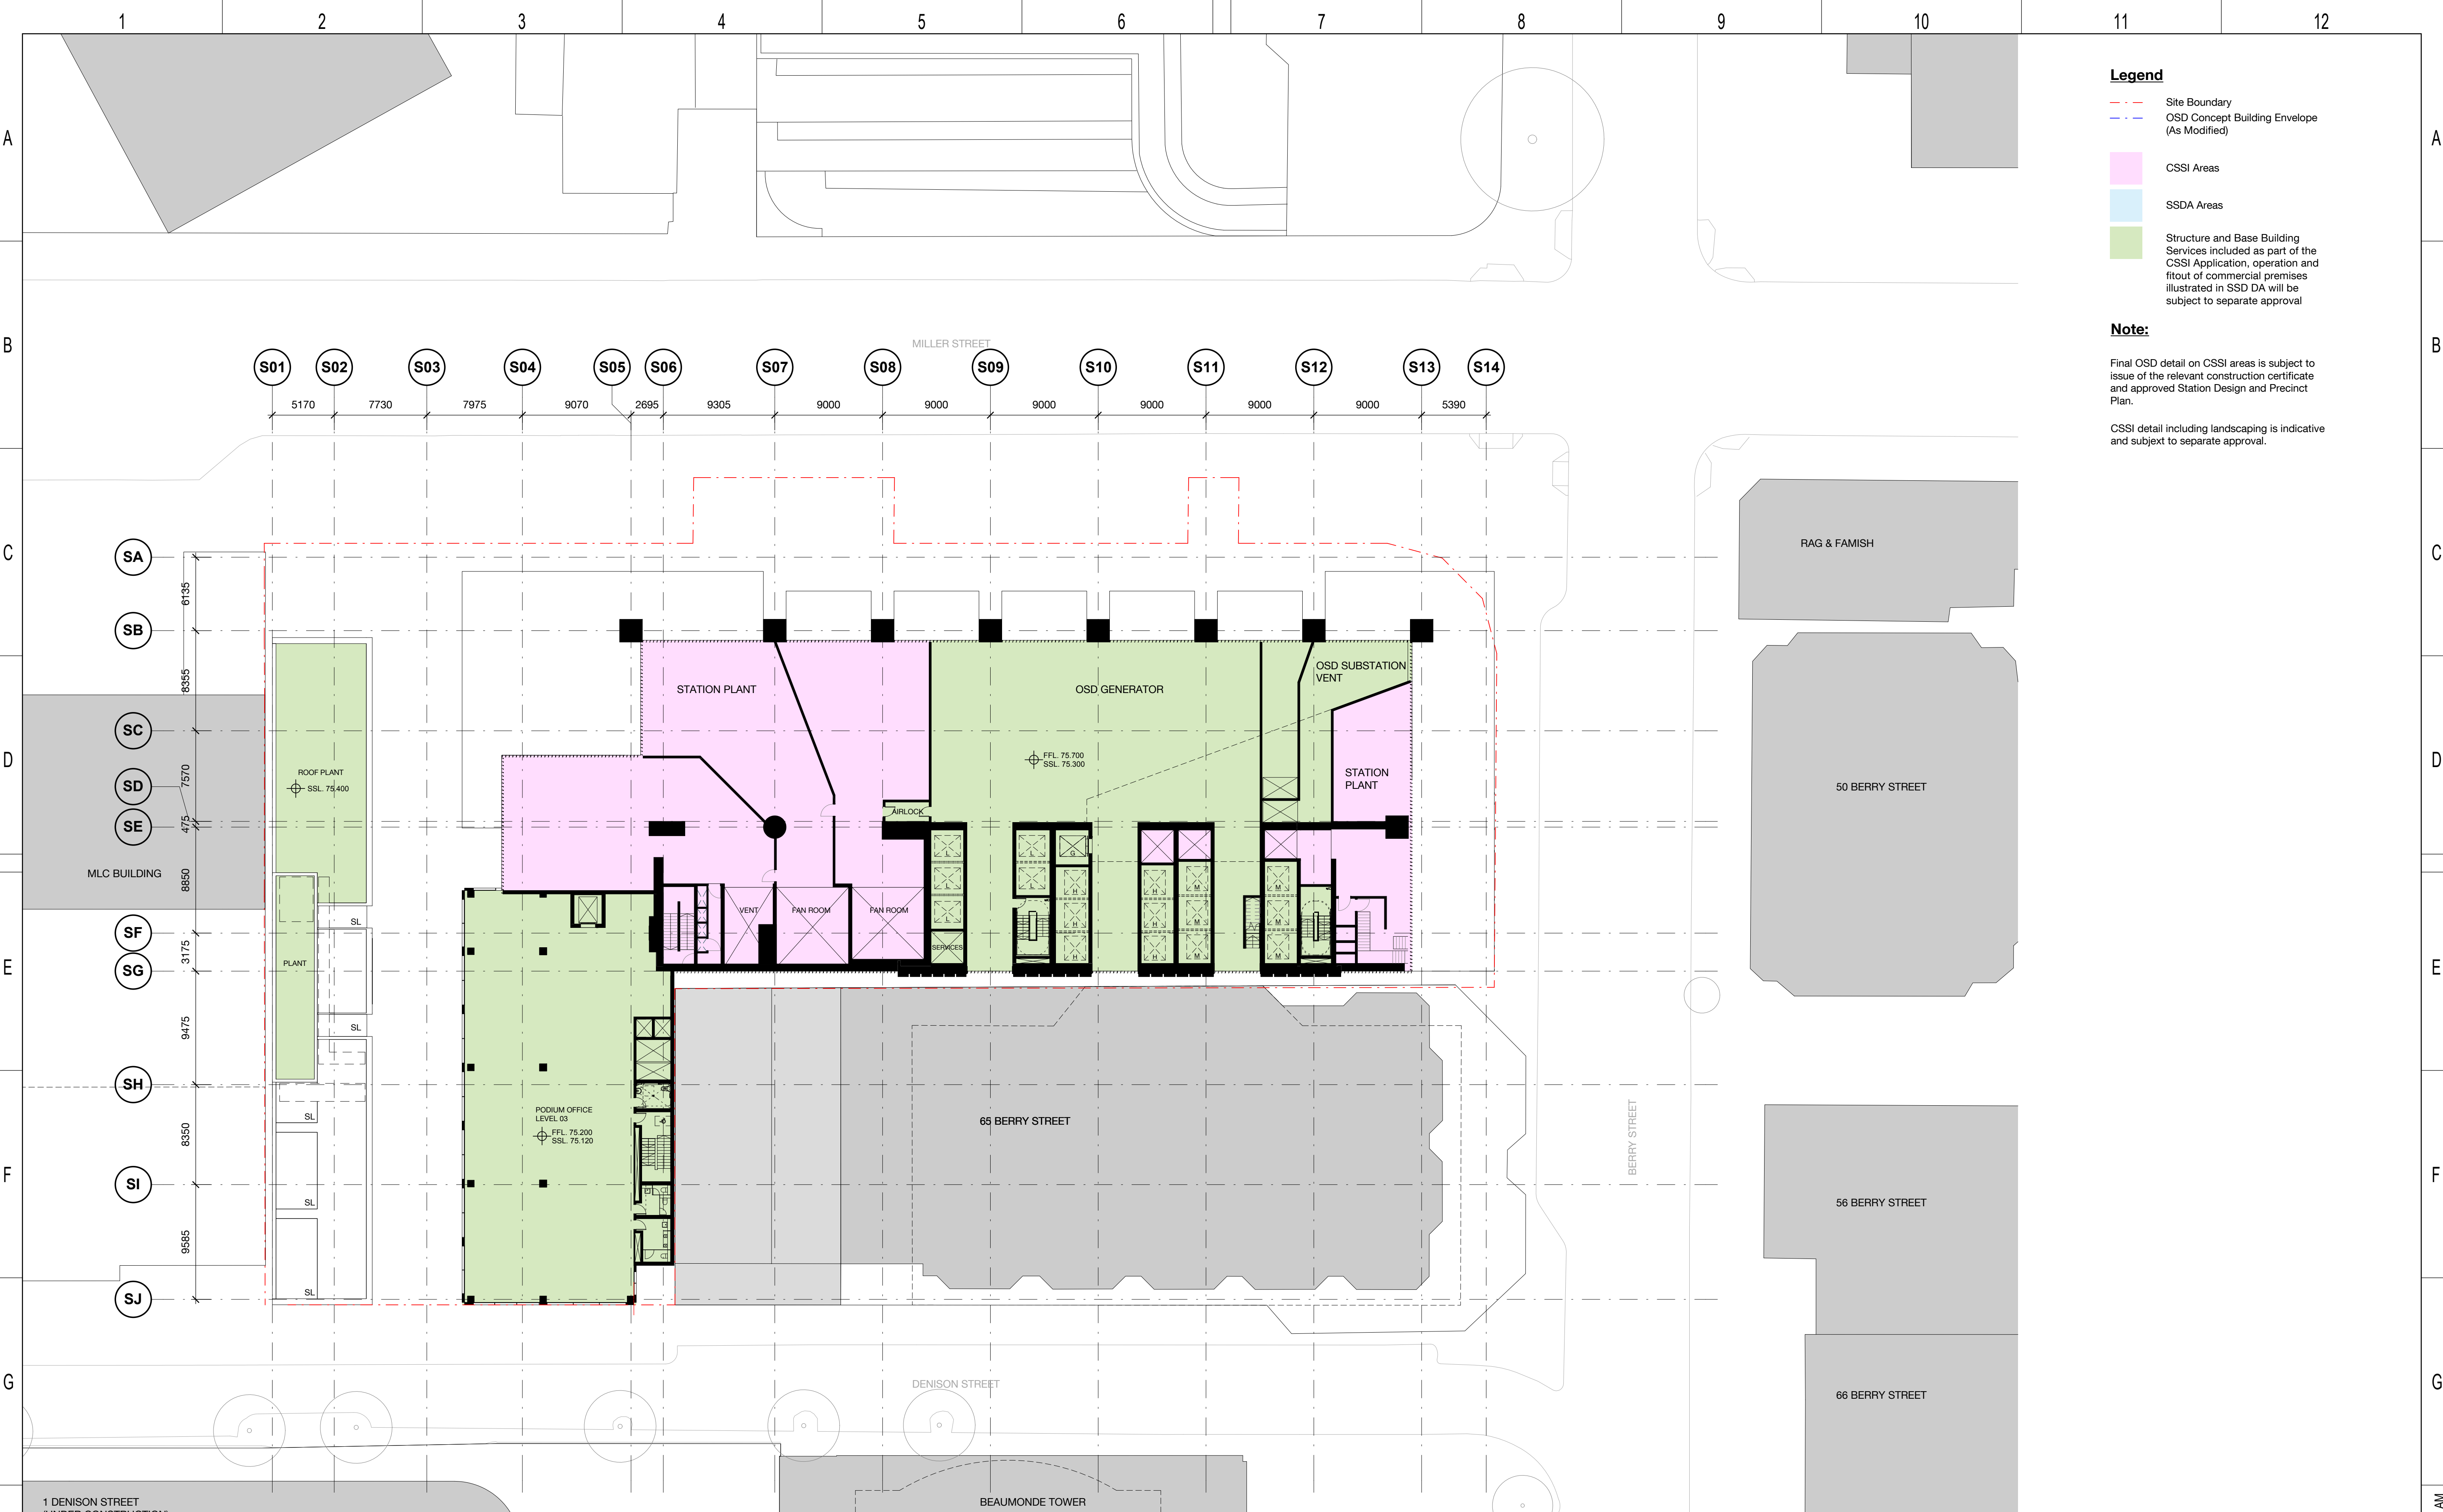 1 2 3 4 5 6 7 8 9 10 11 12
A A
B B
C C
D D
E E
F F
G G
Legend
Site Boundary
OSD Concept Building Envelope
(As Modified)
CSSI Areas
SSDA Areas
Structure and Base Building
Services included as part of the
CSSI Application, operation and
fitout of commercial premises
illustrated in SSD DA will be
subject to separate approval
Note:
Final OSD detail on CSSI areas is subject to
issue of the relevant construction certificate
and approved Station Design and Precinct
Plan.
CSSI detail including landscaping is indicative
and subjext to separate approval.
MILLER STREET
S01 S02 S03 S04 S05 S06 S07 S08 S09 S10 S11 S12 S13 S14
5170 7730 7975 9070 2695 9305 9000 9000 9000 9000 9000 9000 5390
SA
SB
SC
SD
SE
SF
SG
SH
SI
SJ
6135
8355
7570
475
8850
3175
9475
8350
9585
RAG & FAMISH
50 BERRY STREET
56 BERRY STREET
66 BERRY STREET
BERRY STREET
MLC BUILDING
ROOF PLANT
SSL. 75.400
PLANT
SL
SL
SL
SL
SL
STATION PLANT
OSD GENERATOR
FFL. 75.700
SSL. 75.300
OSD SUBSTATION
VENT
STATION
PLANT
AIRLOCK
VENT
FAN ROOM
FAN ROOM
SERVICES
L
L
L
L
L
G
H
H
H
H
H
H
M
M
M
M
M
M
PODIUM OFFICE
LEVEL 03
FFL. 75.200
SSL. 75.120
65 BERRY STREET
DENISON STREET
1 DENISON STREET
BEAUMONDE TOWER
AM